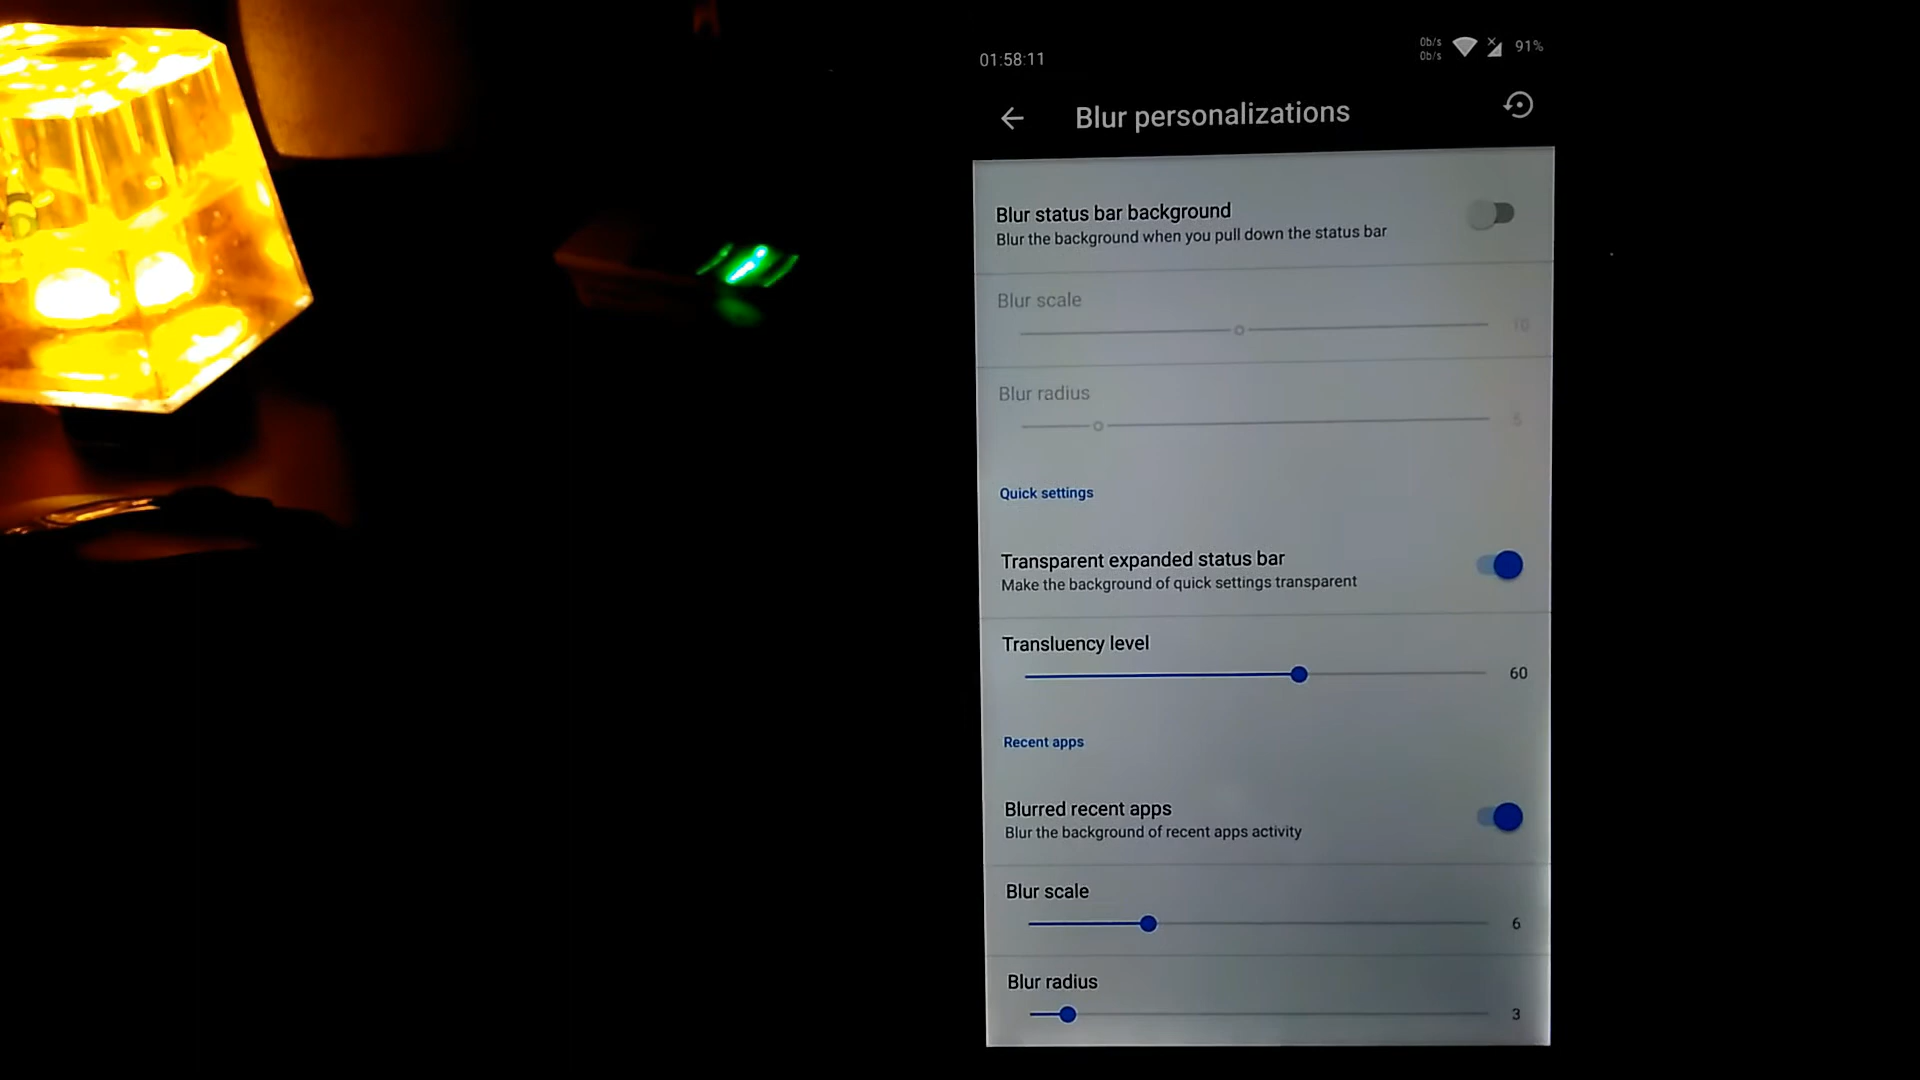 01:58:11
0b/s
0b/s
91%
Blur personalizations
Blur status bar background
Blur the background when you pull down the status bar
Blur scale
10
Blur radius
5
Quick settings
Transparent expanded status bar
Make the background of quick settings transparent
Transluency level
60
Recent apps
Blurred recent apps
Blur the background of recent apps activity
Blur scale
6
Blur radius
3